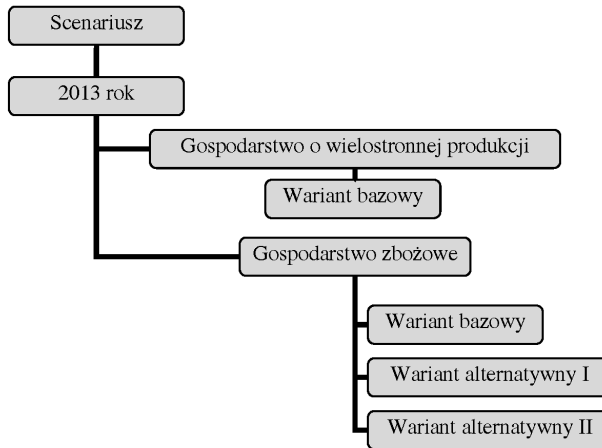 Scenariusz
2013 rok
Gospodarstwo o wielostronnej produkcji
Wariant bazowy
Gospodarstwo zbożowe
Wariant bazowy
Wariant alternatywny I
Wariant alternatywny II